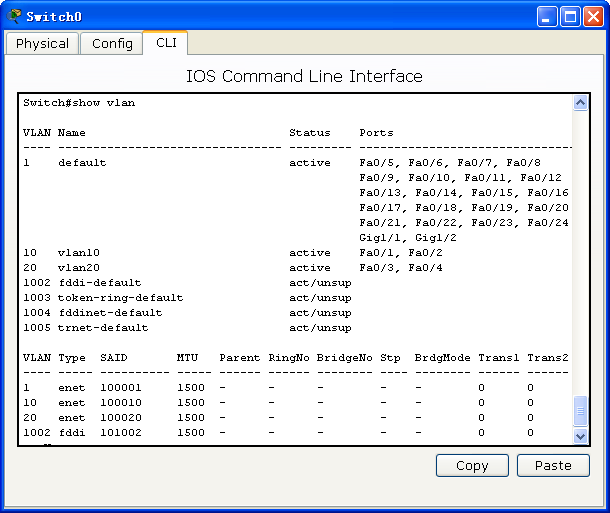 Switch0
Physical Config CLI
IOS Command Line Interface
Switch#show vlan
VLAN Name Status Ports
---- -------------------------------- --------- -------------------------------
1 default active Fa0/5, Fa0/6, Fa0/7, Fa0/8
Fa0/9, Fa0/10, Fa0/11, Fa0/12
Fa0/13, Fa0/14, Fa0/15, Fa0/16
Fa0/17, Fa0/18, Fa0/19, Fa0/20
Fa0/21, Fa0/22, Fa0/23, Fa0/24
Gig1/1, Gig1/2
10 vlan10 active Fa0/1, Fa0/2
20 vlan20 active Fa0/3, Fa0/4
1002 fddi-default act/unsup
1003 token-ring-default act/unsup
1004 fddinet-default act/unsup
1005 trnet-default act/unsup
VLAN Type SAID MTU Parent RingNo BridgeNo Stp BrdgMode Trans1 Trans2
---- ----- ---------- ----- ------ ------ -------- ---- -------- ------ ------
1 enet 100001 1500 - - - - - 0 0
10 enet 100010 1500 - - - - - 0 0
20 enet 100020 1500 - - - - - 0 0
1002 fddi 101002 1500 - - - - - 0 0
Copy Paste